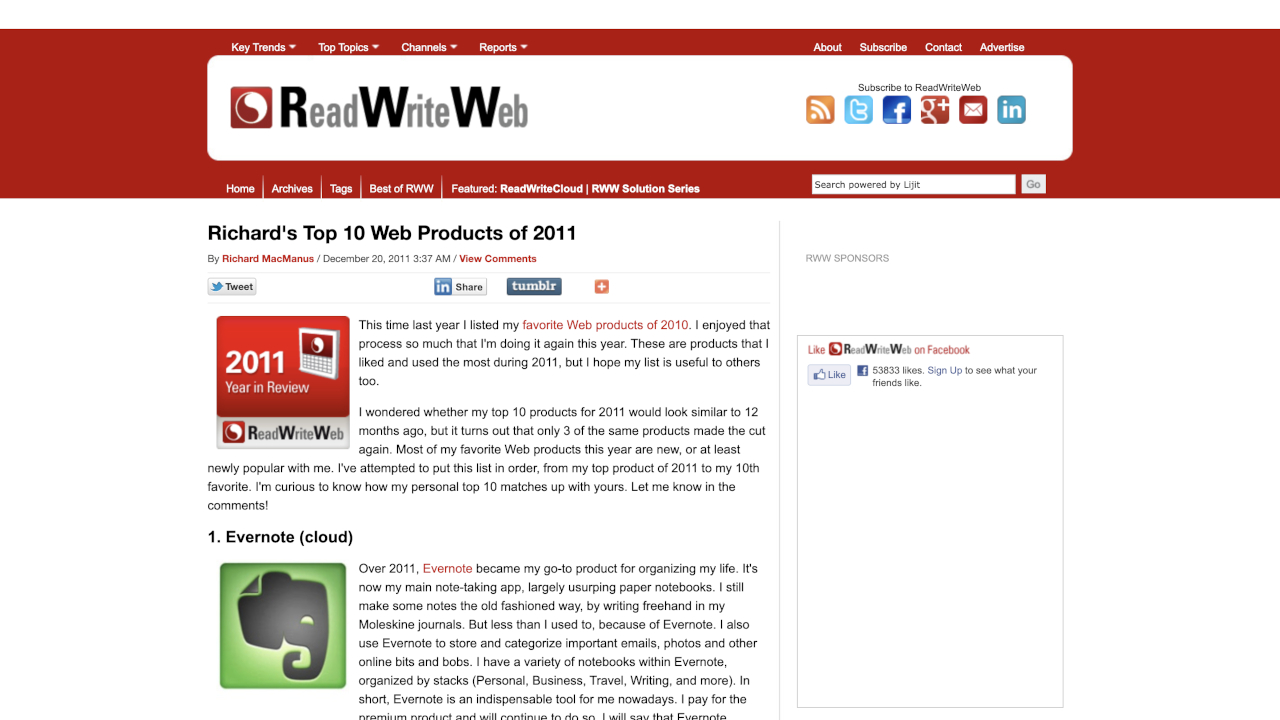 Key Trends Top Topics Channels Reports
About Subscribe Contact Advertise
ReadWriteWeb
Subscribe to ReadWriteWeb
Home Archives Tags Best of RWW Featured: ReadWriteCloud | RWW Solution Series
Search powered by Lijit Go
Richard's Top 10 Web Products of 2011
By Richard MacManus / December 20, 2011 3:37 AM / View Comments
Tweet
in Share
tumblr
2011
Year in Review
ReadWriteWeb
This time last year I listed my favorite Web products of 2010. I enjoyed that
process so much that I'm doing it again this year. These are products that I
liked and used the most during 2011, but I hope my list is useful to others
too.
I wondered whether my top 10 products for 2011 would look similar to 12
months ago, but it turns out that only 3 of the same products made the cut
again. Most of my favorite Web products this year are new, or at least
newly popular with me. I've attempted to put this list in order, from my top product of 2011 to my 10th
favorite. I'm curious to know how my personal top 10 matches up with yours. Let me know in the
comments!
1. Evernote (cloud)
Over 2011, Evernote became my go-to product for organizing my life. It's
now my main note-taking app, largely usurping paper notebooks. I still
make some notes the old fashioned way, by writing freehand in my
Moleskine journals. But less than I used to, because of Evernote. I also
use Evernote to store and categorize important emails, photos and other
online bits and bobs. I have a variety of notebooks within Evernote,
organized by stacks (Personal, Business, Travel, Writing, and more). In
short, Evernote is an indispensable tool for me nowadays. I pay for the
premium product and will continue to do so. I will say that Evernote
RWW SPONSORS
Like ReadWriteWeb on Facebook
Like
53833 likes. Sign Up to see what your
friends like.